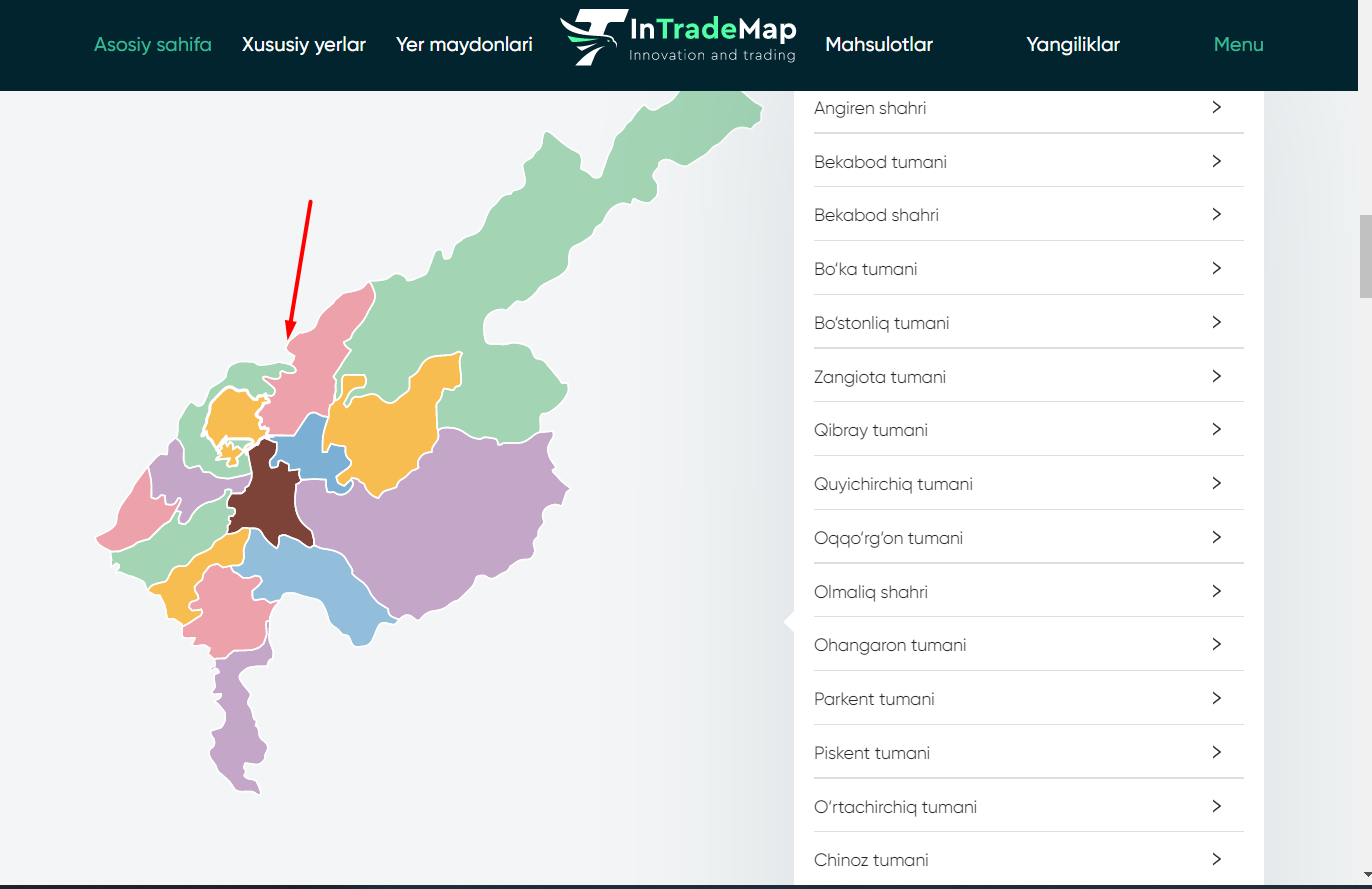 Asosiy sahifa
Xususiy yerlar
Yer maydonlari
InTradeMap
Innovation and trading
Mahsulotlar
Yangiliklar
Menu
Angiren shahri
Bekabod tumani
Bekabod shahri
Bo‘ka tumani
Bo‘stonliq tumani
Zangiota tumani
Qibray tumani
Quyichirchiq tumani
Oqqo‘rg‘on tumani
Olmaliq shahri
Ohangaron tumani
Parkent tumani
Piskent tumani
O‘rtachirchiq tumani
Chinoz tumani